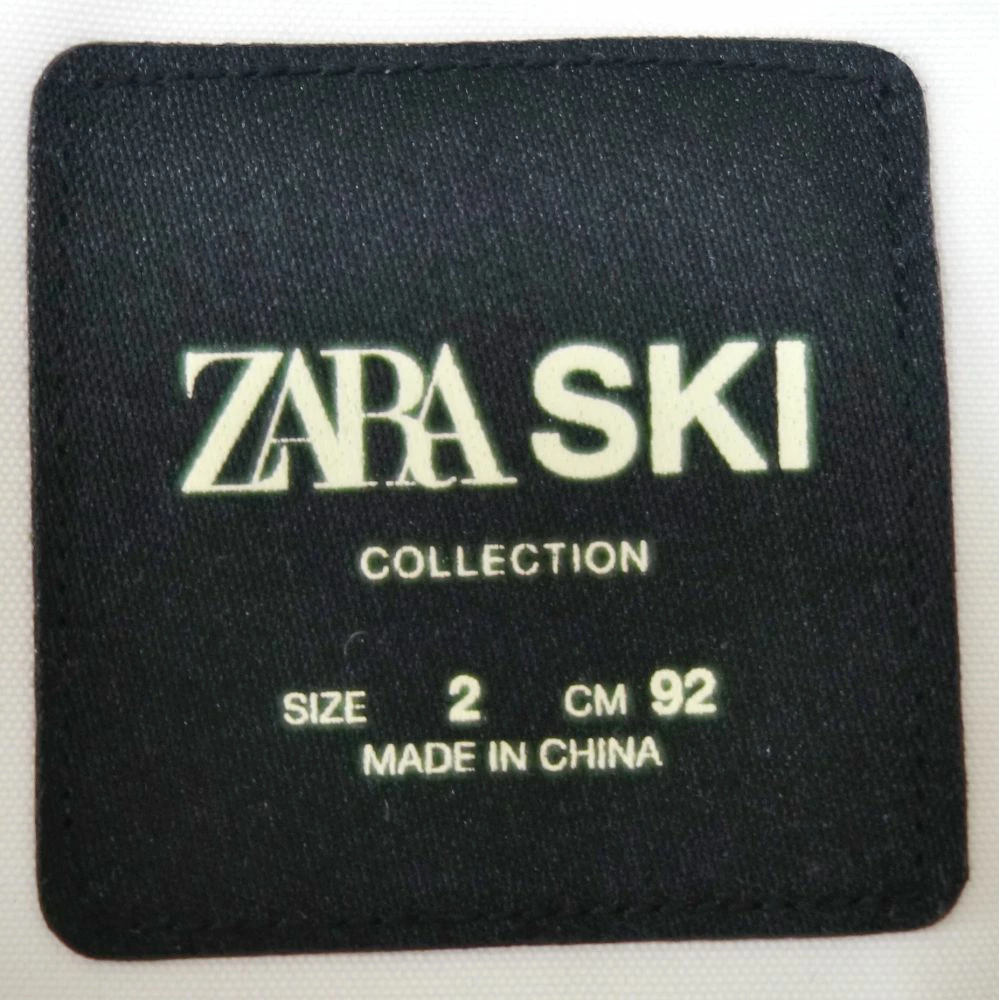 ZARA SKI
COLLECTION
SIZE 2 CM 92
MADE IN CHINA